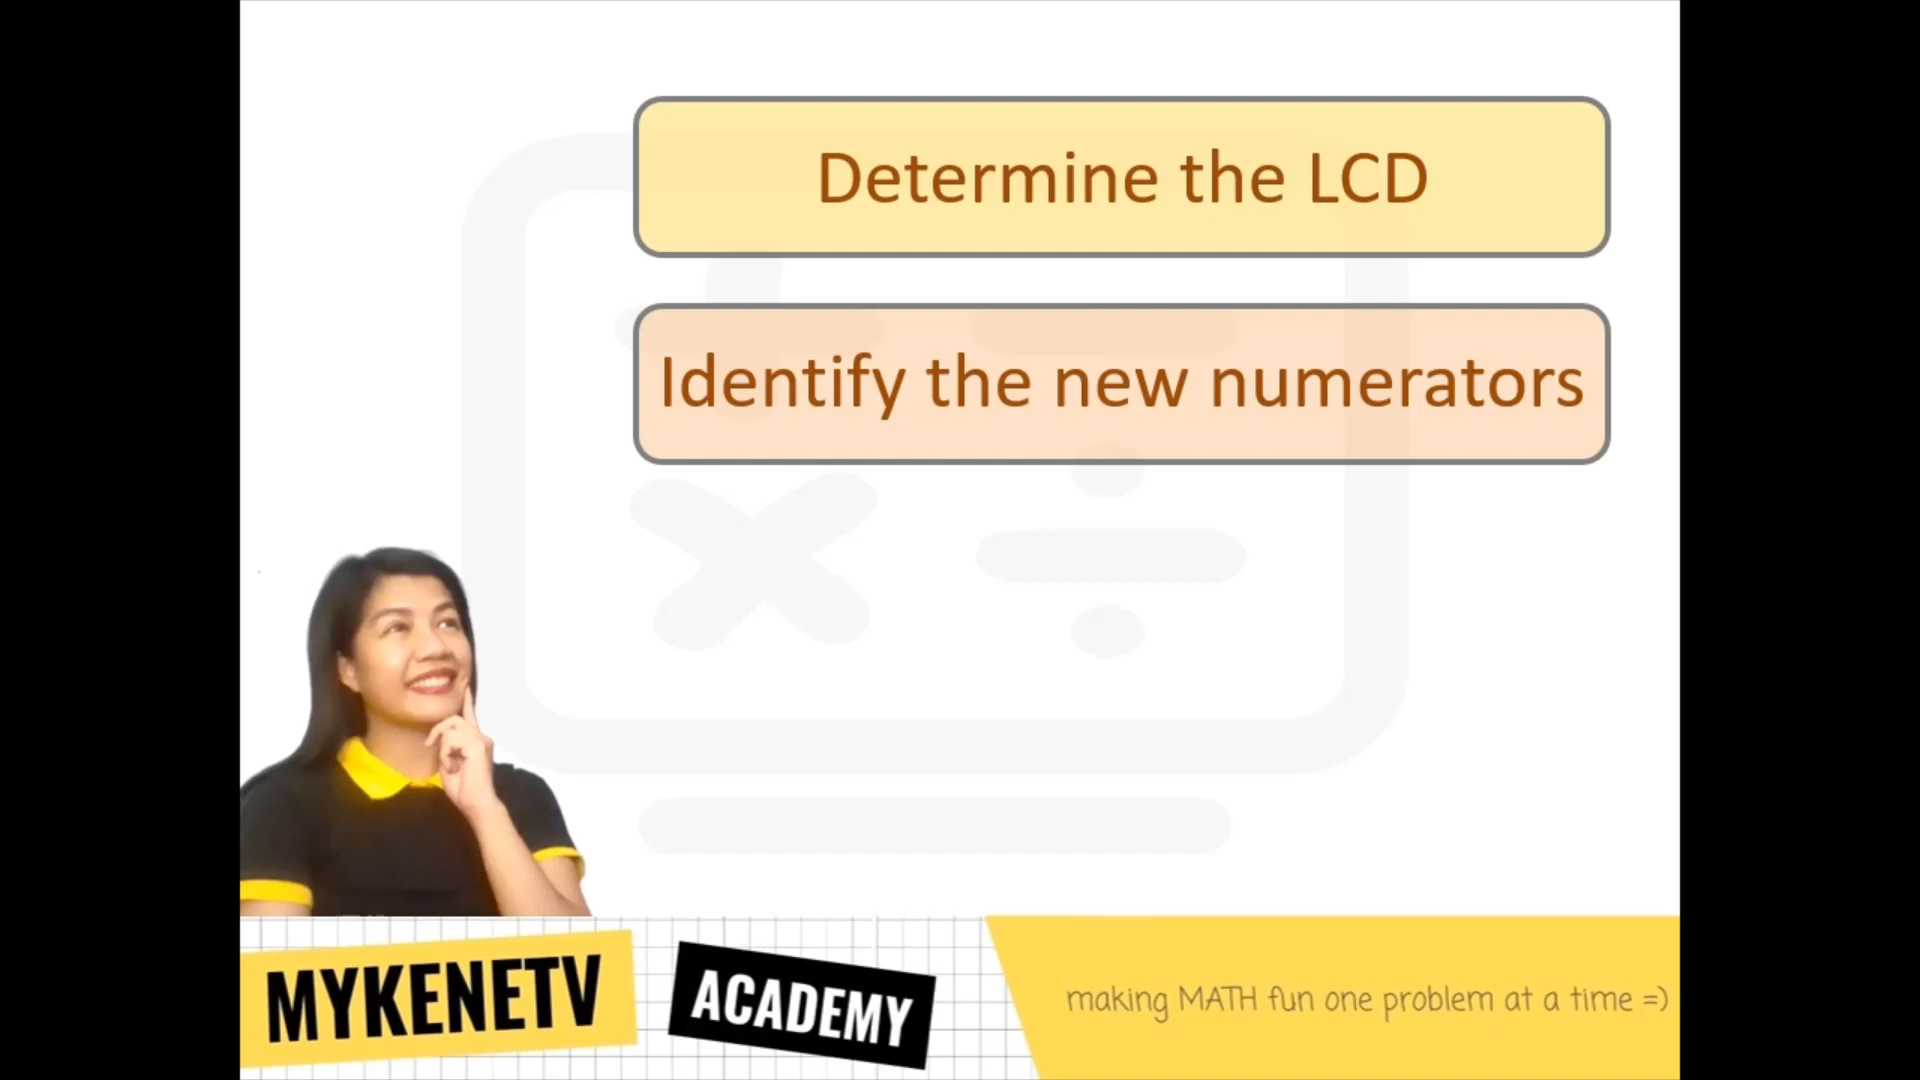 Determine the LCD
Identify the new numerators
MYKENETV
ACADEMY
making MATH fun one problem at a time =)